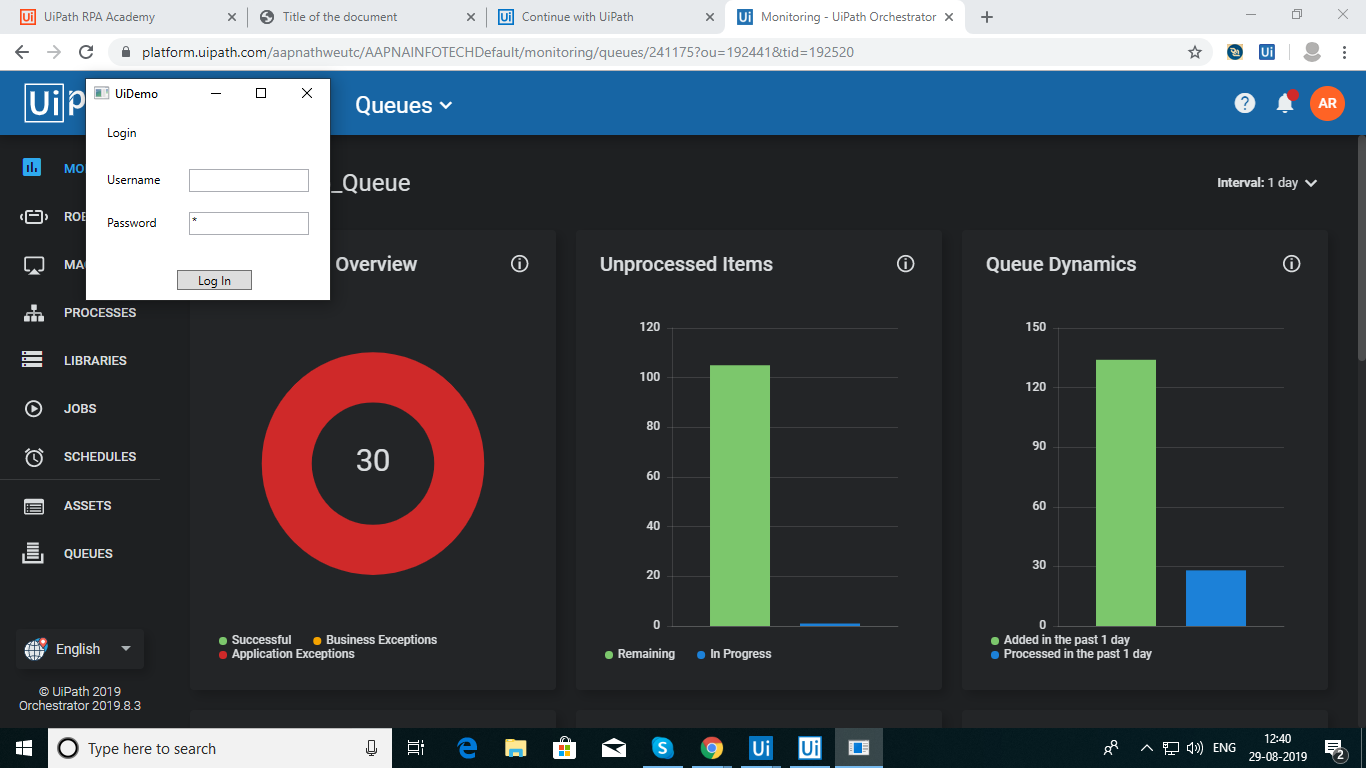 UiPath RPA Academy
Title of the document
Continue with UiPath
Monitoring - UiPath Orchestrator
platform.uipath.com/aapnathweutc/AAPNAINFOTECHDefault/monitoring/queues/241175?ou=192441&tid=192520
Ui
Ui
Queues
AR
UiDemo
Login
Username
Password
*
Log In
_Queue
Interval: 1 day
PROCESSES
LIBRARIES
JOBS
SCHEDULES
ASSETS
QUEUES
English
© UiPath 2019
Orchestrator 2019.8.3
Overview
30
Successful
Business Exceptions
Application Exceptions
Unprocessed Items
120
100
80
60
40
20
0
Remaining
In Progress
Queue Dynamics
150
120
90
60
30
0
Added in the past 1 day
Processed in the past 1 day
Type here to search
Ui
Ui
ENG
12:40
29-08-2019
2